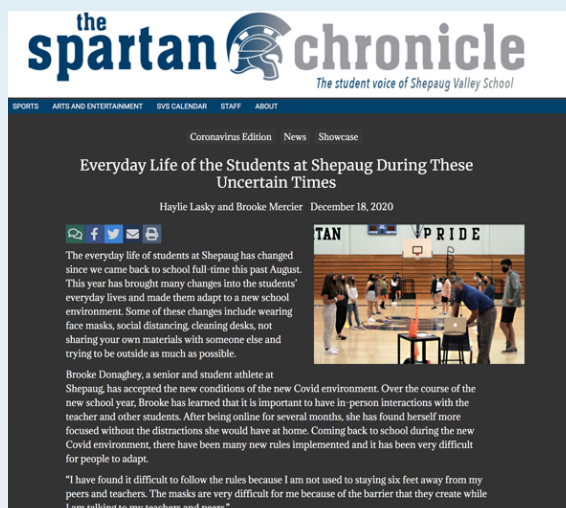 the
spartan chronicle
The student voice of Shepaug Valley School
SPORTS ARTS AND ENTERTAINMENT SVS CALENDAR STAFF ABOUT
Coronavirus Edition News Showcase
Everyday Life of the Students at Shepaug During These
Uncertain Times
Haylie Lasky and Brooke Mercier December 18, 2020
TAN PRIDE
The everyday life of students at Shepaug has changed
since we came back to school full-time this past August.
This year has brought many changes into the students'
everyday lives and made them adapt to a new school
environment. Some of these changes include wearing
face masks, social distancing, cleaning desks, not
sharing your own materials with someone else and
trying to be outside as much as possible.
Brooke Donaghey, a senior and student athlete at
Shepaug, has accepted the new conditions of the new Covid environment. Over the course of the
new school year, Brooke has learned that it is important to have in-person interactions with the
teacher and other students. After being online for several months, she has found herself more
focused without the distractions she would have at home. Coming back to school during the new
Covid environment, there have been many new rules implemented and it has been very difficult
for people to adapt.
"I have found it difficult to follow the rules because I am not used to staying six feet away from my
peers and teachers. The masks are very difficult for me because of the barrier that they create while
I am talking to my teachers and peers."